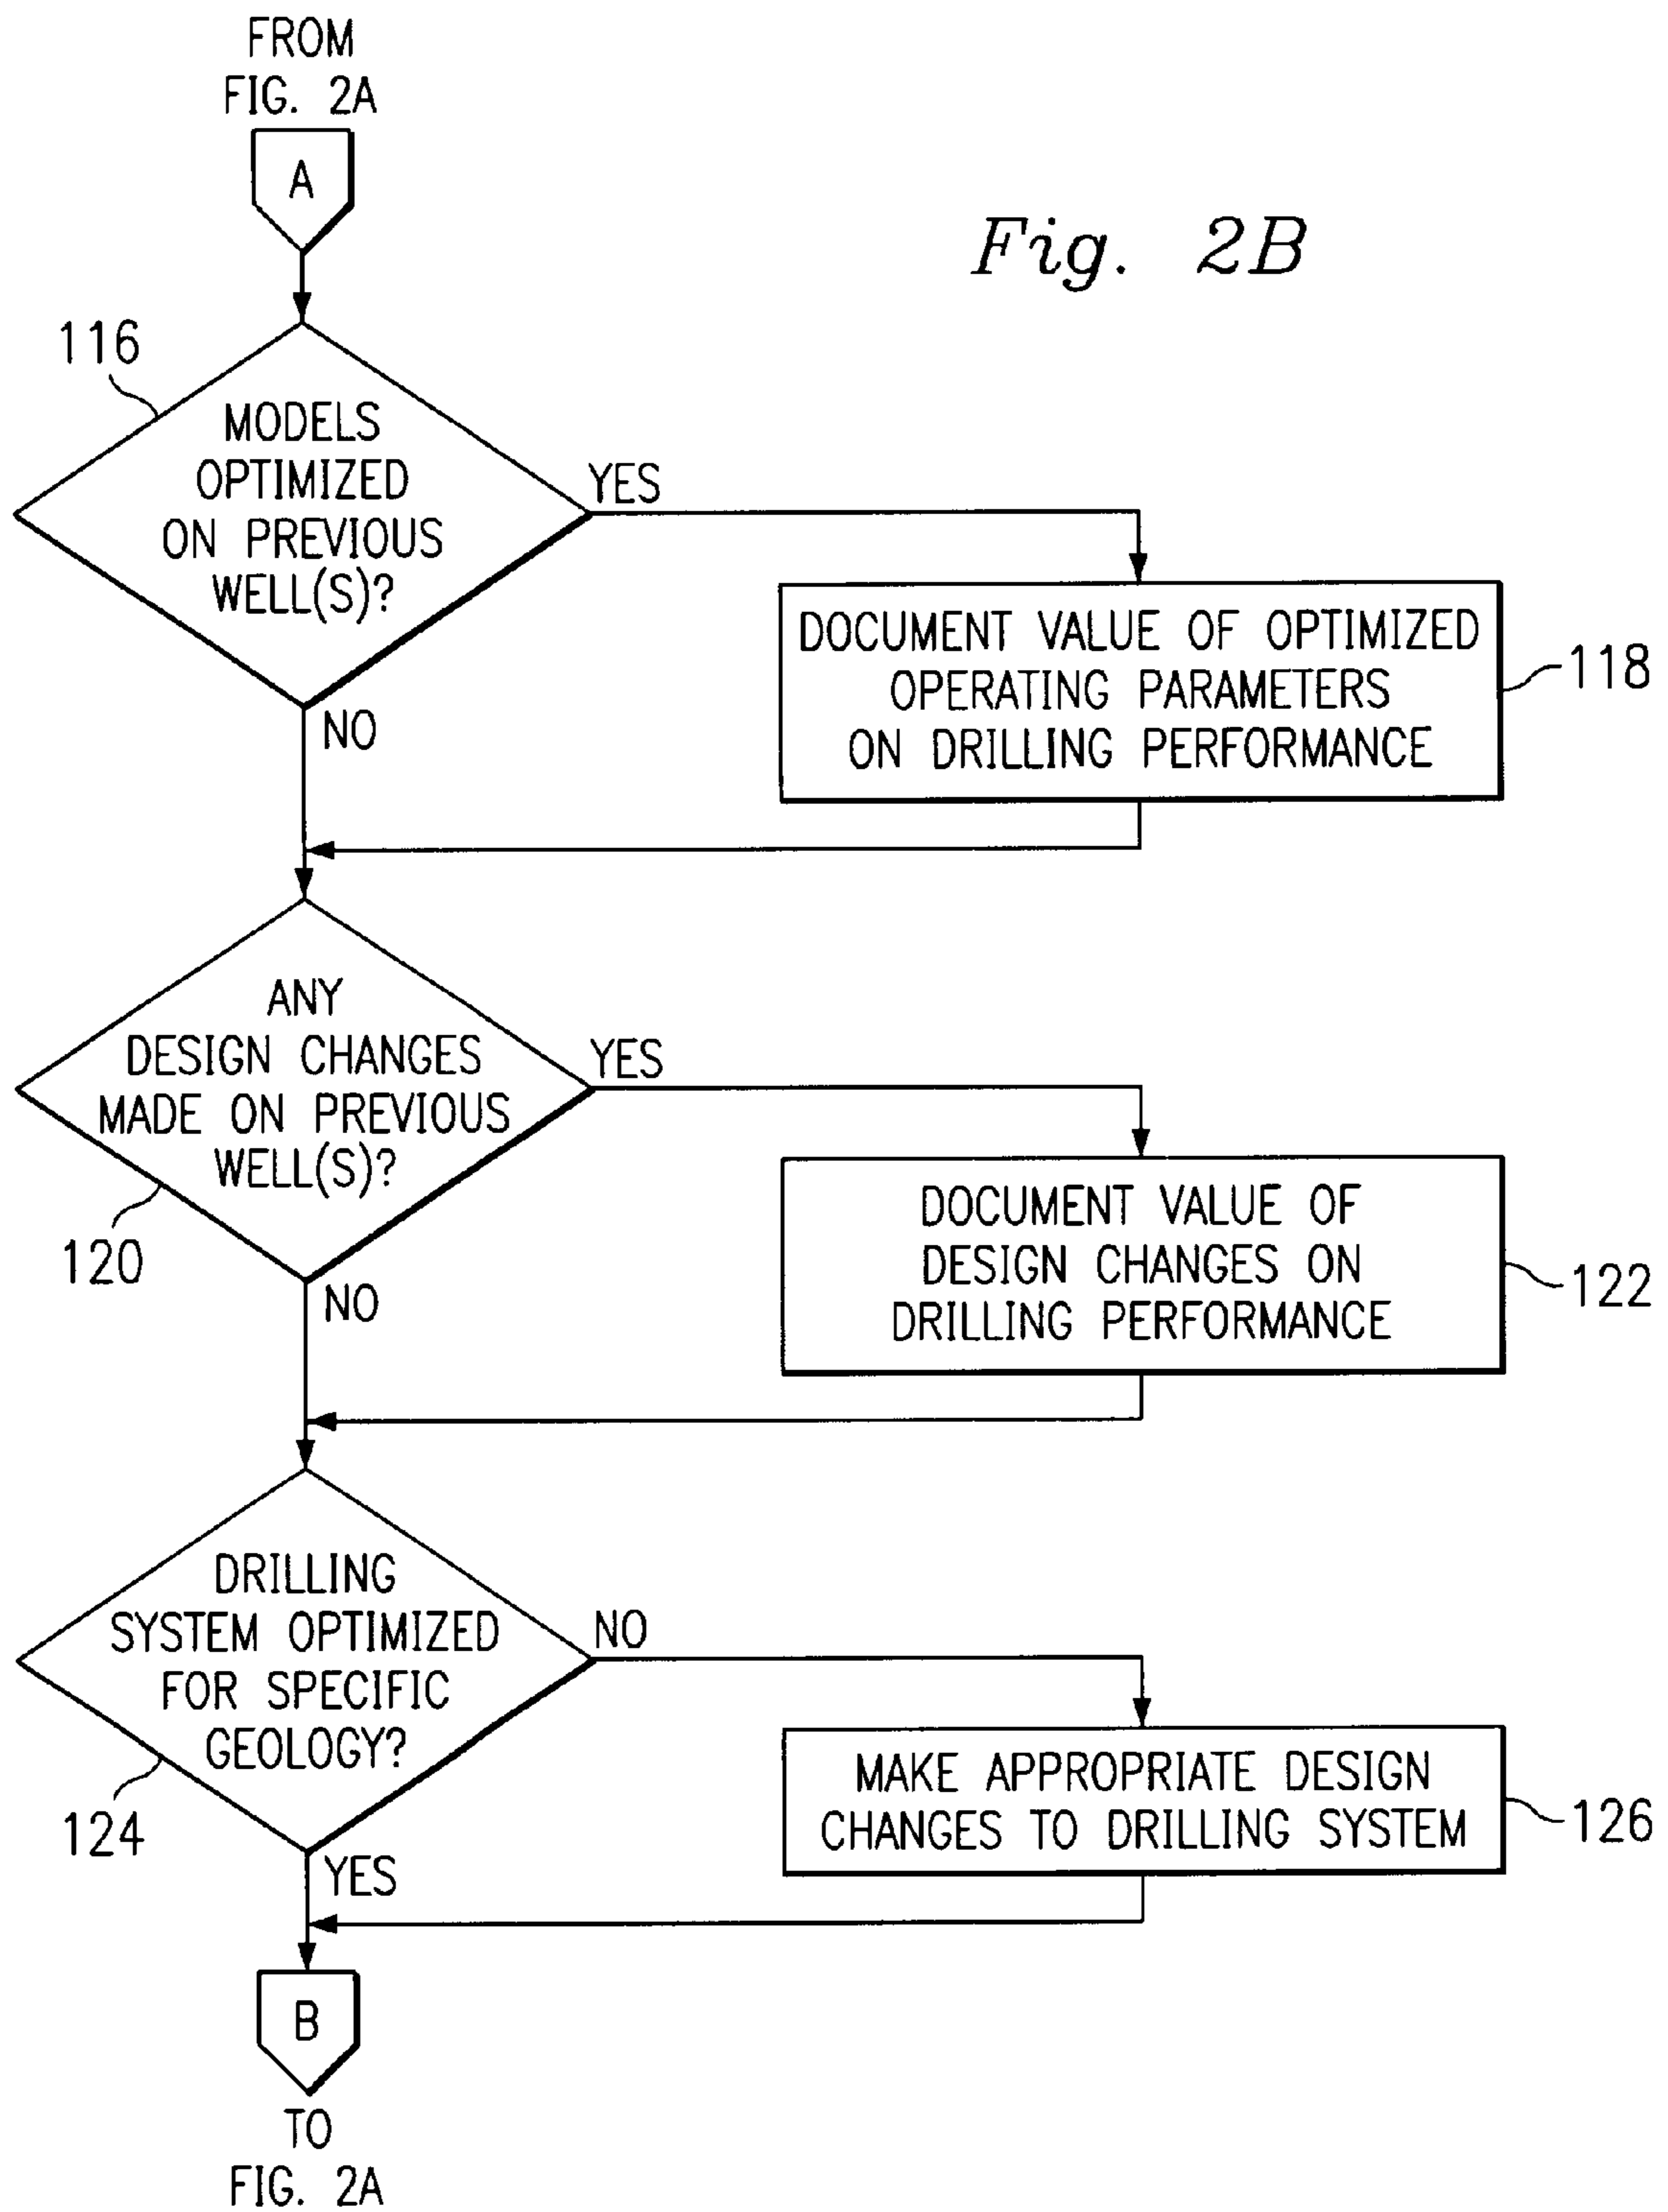 FROM
FIG. 2A
A
Fig. 2B
116
MODELS
OPTIMIZED
ON PREVIOUS
WELL(S)?
YES
NO
DOCUMENT VALUE OF OPTIMIZED
OPERATING PARAMETERS
ON DRILLING PERFORMANCE
118
ANY
DESIGN CHANGES
MADE ON PREVIOUS
WELL(S)?
YES
120
NO
DOCUMENT VALUE OF
DESIGN CHANGES ON
DRILLING PERFORMANCE
122
DRILLING
SYSTEM OPTIMIZED
FOR SPECIFIC
GEOLOGY?
NO
124
YES
MAKE APPROPRIATE DESIGN
CHANGES TO DRILLING SYSTEM
126
B
TO
FIG. 2A